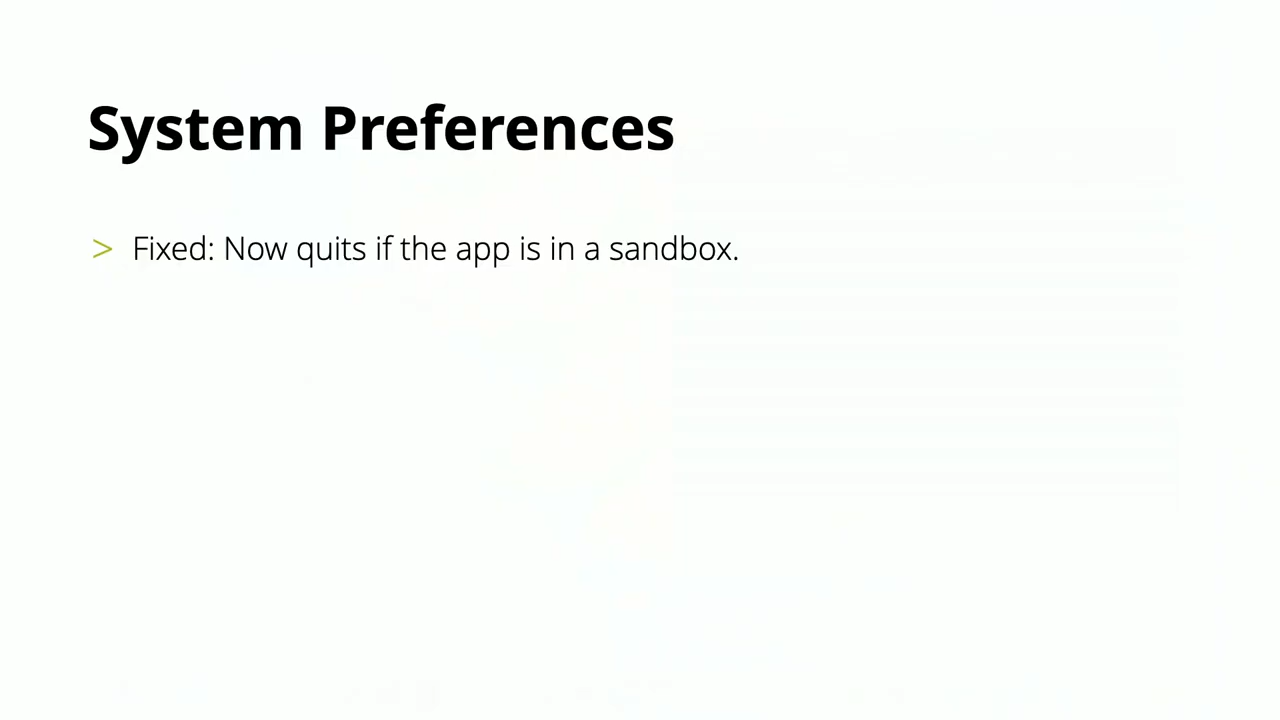 System Preferences
> Fixed: Now quits if the app is in a sandbox.